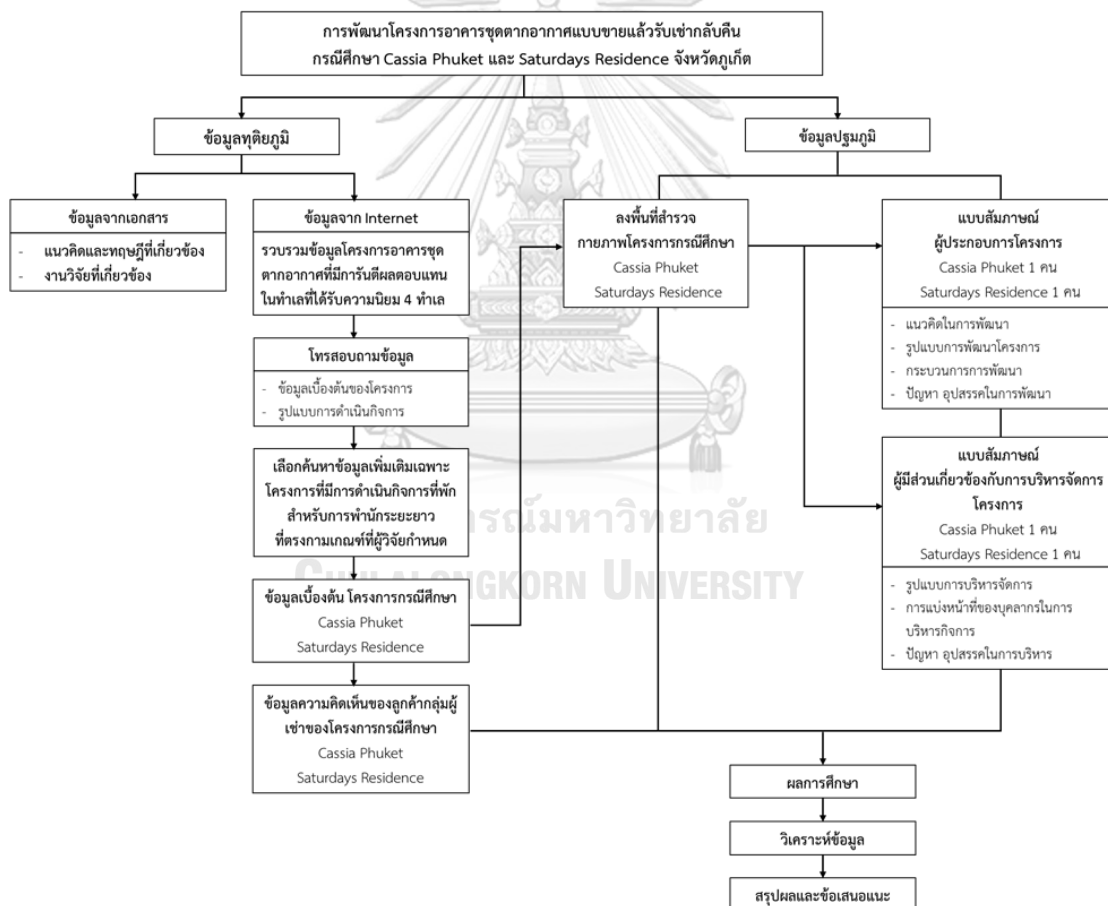 การพัฒนาโครงการอาคารชุดตากอากาศแบบขายแล้วรับเช่ากลับคืน
กรณีศึกษา Cassia Phuket และ Saturdays Residence จังหวัดภูเก็ต
ข้อมูลทุติยภูมิ
ข้อมูลปฐมภูมิ
ข้อมูลจากเอกสาร
- แนวคิดและทฤษฎีที่เกี่ยวข้อง
- งานวิจัยที่เกี่ยวข้อง
ข้อมูลจาก Internet
รวบรวมข้อมูลโครงการอาคารชุด
ตากอากาศที่มีการันตีผลตอบแทน
ในทำเลที่ได้รับความนิยม 4 ทำเล
โทรสอบถามข้อมูล
- ข้อมูลเบื้องต้นของโครงการ
- รูปแบบการดำเนินกิจการ
เลือกค้นหาข้อมูลเพิ่มเติมเฉพาะ
โครงการที่มีการดำเนินกิจการที่พัก
สำหรับการพำนักระยะยาว
ที่ตรงกามเกณฑ์ที่ผู้วิจัยกำหนด
ข้อมูลเบื้องต้น โครงการกรณีศึกษา
Cassia Phuket
Saturdays Residence
ข้อมูลความคิดเห็นของลูกค้ากลุ่มผู้
เช่าของโครงการกรณีศึกษา
Cassia Phuket
Saturdays Residence
ลงพื้นที่สำรวจ
กายภาพโครงการกรณีศึกษา
Cassia Phuket
Saturdays Residence
แบบสัมภาษณ์
ผู้ประกอบการโครงการ
Cassia Phuket 1 คน
Saturdays Residence 1 คน
- แนวคิดในการพัฒนา
- รูปแบบการพัฒนาโครงการ
- กระบวนการการพัฒนา
- ปัญหา อุปสรรคในการพัฒนา
แบบสัมภาษณ์
ผู้มีส่วนเกี่ยวข้องกับการบริหารจัดการ
โครงการ
Cassia Phuket 1 คน
Saturdays Residence 1 คน
- รูปแบบการบริหารจัดการ
- การแบ่งหน้าที่ของบุคลากรในการ
บริหารกิจการ
- ปัญหา อุปสรรคในการบริหาร
รณ์มหาวิทยาลัย
UNIVERSITY
ผลการศึกษา
วิเคราะห์ข้อมูล
สรุปผลและข้อเสนอแนะ